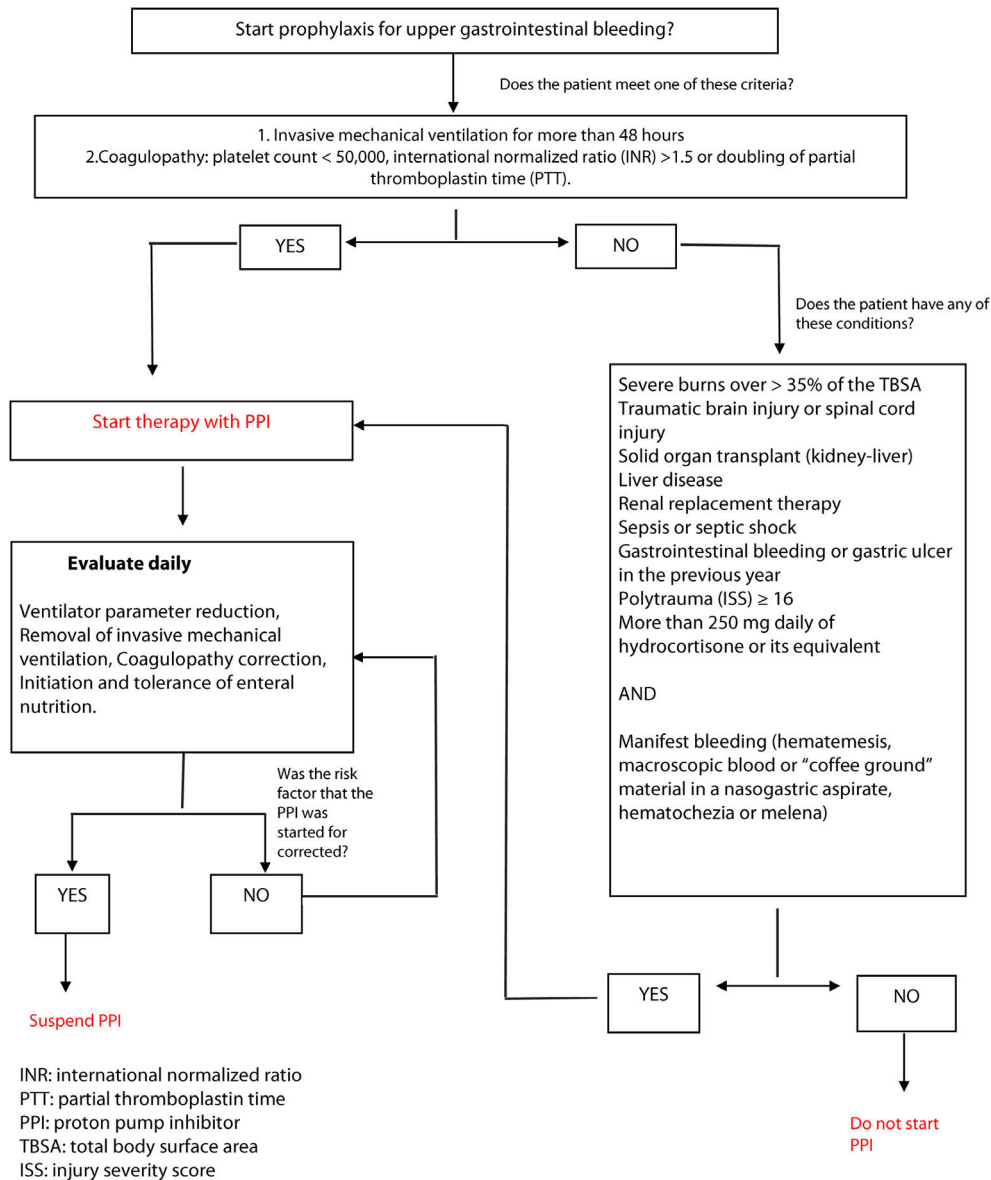 Start prophylaxis for upper gastrointestinal bleeding?
Does the patient meet one of these criteria?
1. Invasive mechanical ventilation for more than 48 hours
2.Coagulopathy: platelet count < 50,000, international normalized ratio (INR) >1.5 or doubling of partial
thromboplastin time (PTT).
YES
NO
Does the patient have any of
these conditions?
Severe burns over > 35% of the TBSA
Traumatic brain injury or spinal cord
injury
Solid organ transplant (kidney-liver)
Liver disease
Renal replacement therapy
Sepsis or septic shock
Gastrointestinal bleeding or gastric ulcer
in the previous year
Polytrauma (ISS) ≥ 16
More than 250 mg daily of
hydrocortisone or its equivalent
AND
Manifest bleeding (hematemesis,
macroscopic blood or “coffee ground”
material in a nasogastric aspirate,
hematochezia or melena)
Start therapy with PPI
Evaluate daily
Ventilator parameter reduction,
Removal of invasive mechanical
ventilation, Coagulopathy correction,
Initiation and tolerance of enteral
nutrition.
Was the risk
factor that the
PPI was
started for
corrected?
YES
NO
YES
NO
Suspend PPI
Do not start
PPI
INR: international normalized ratio
PTT: partial thromboplastin time
PPI: proton pump inhibitor
TBSA: total body surface area
ISS: injury severity score